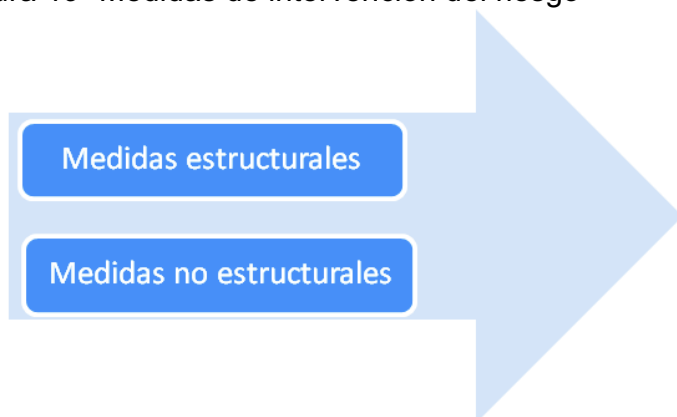 Medidas de intervención del riesgo
Medidas estructurales
Medidas no estructurales